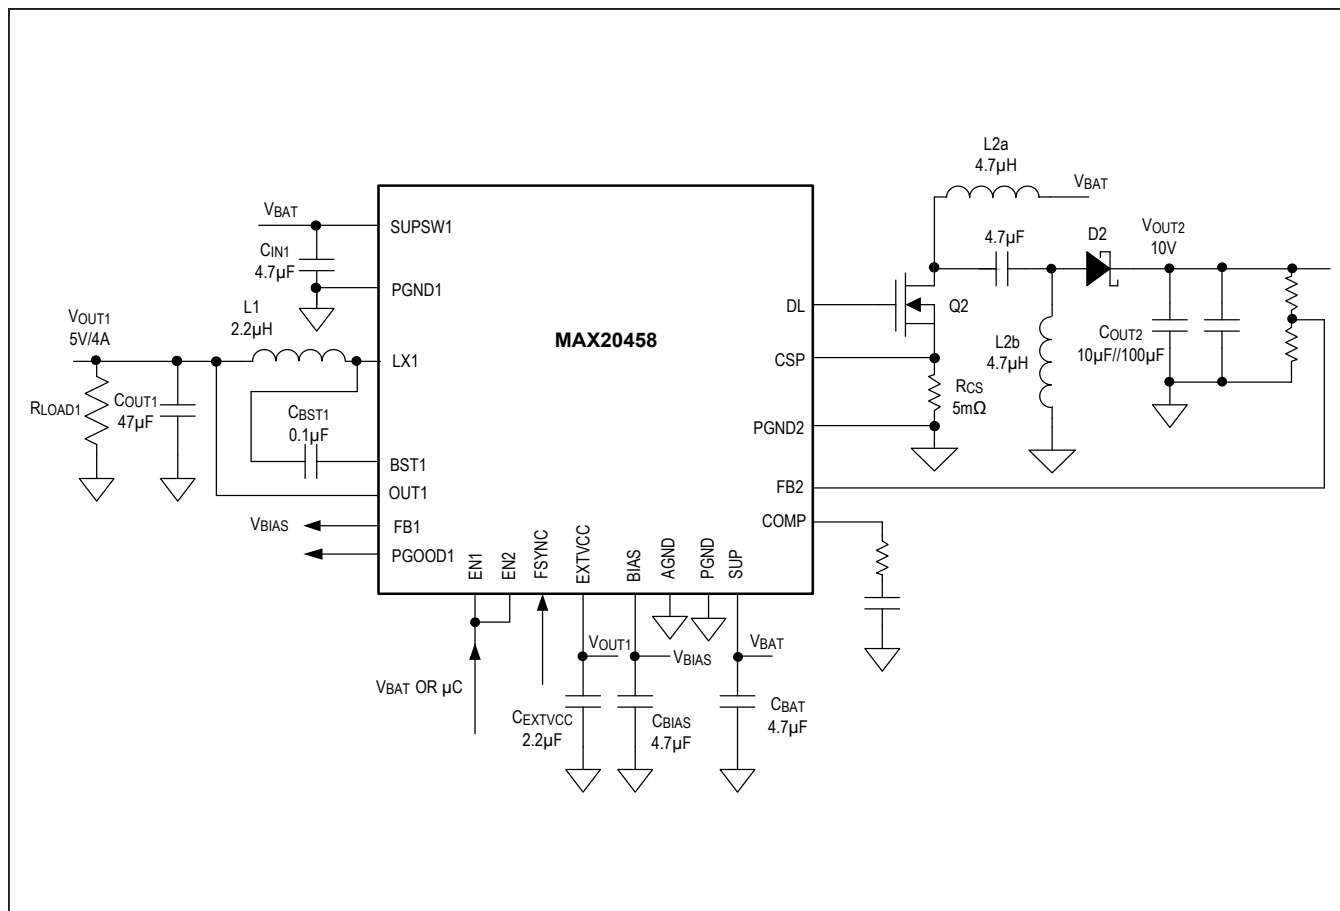 L2a
4.7µH
VBAT
VBAT
SUPSW1
CIN1
4.7µF
PGND1
L1
2.2µH
VOUT1
5V/4A
LX1
RLOAD1
COUT1
47µF
CBST1
0.1µF
BST1
OUT1
VBIAS
FB1
PGOOD1
MAX20458
DL
CSP
PGND2
FB2
COMP
Q2
RCS
5mΩ
4.7µF
L2b
4.7µH
D2
VOUT2
10V
COUT2
10µF//100µF
EN1
EN2
FSYNC
EXTVCC
BIAS
AGND
PGND
SUP
VBAT OR µC
VOUT1
VBIAS
VBAT
CEXTVCC
2.2µF
CBIAS
4.7µF
CBAT
4.7µF